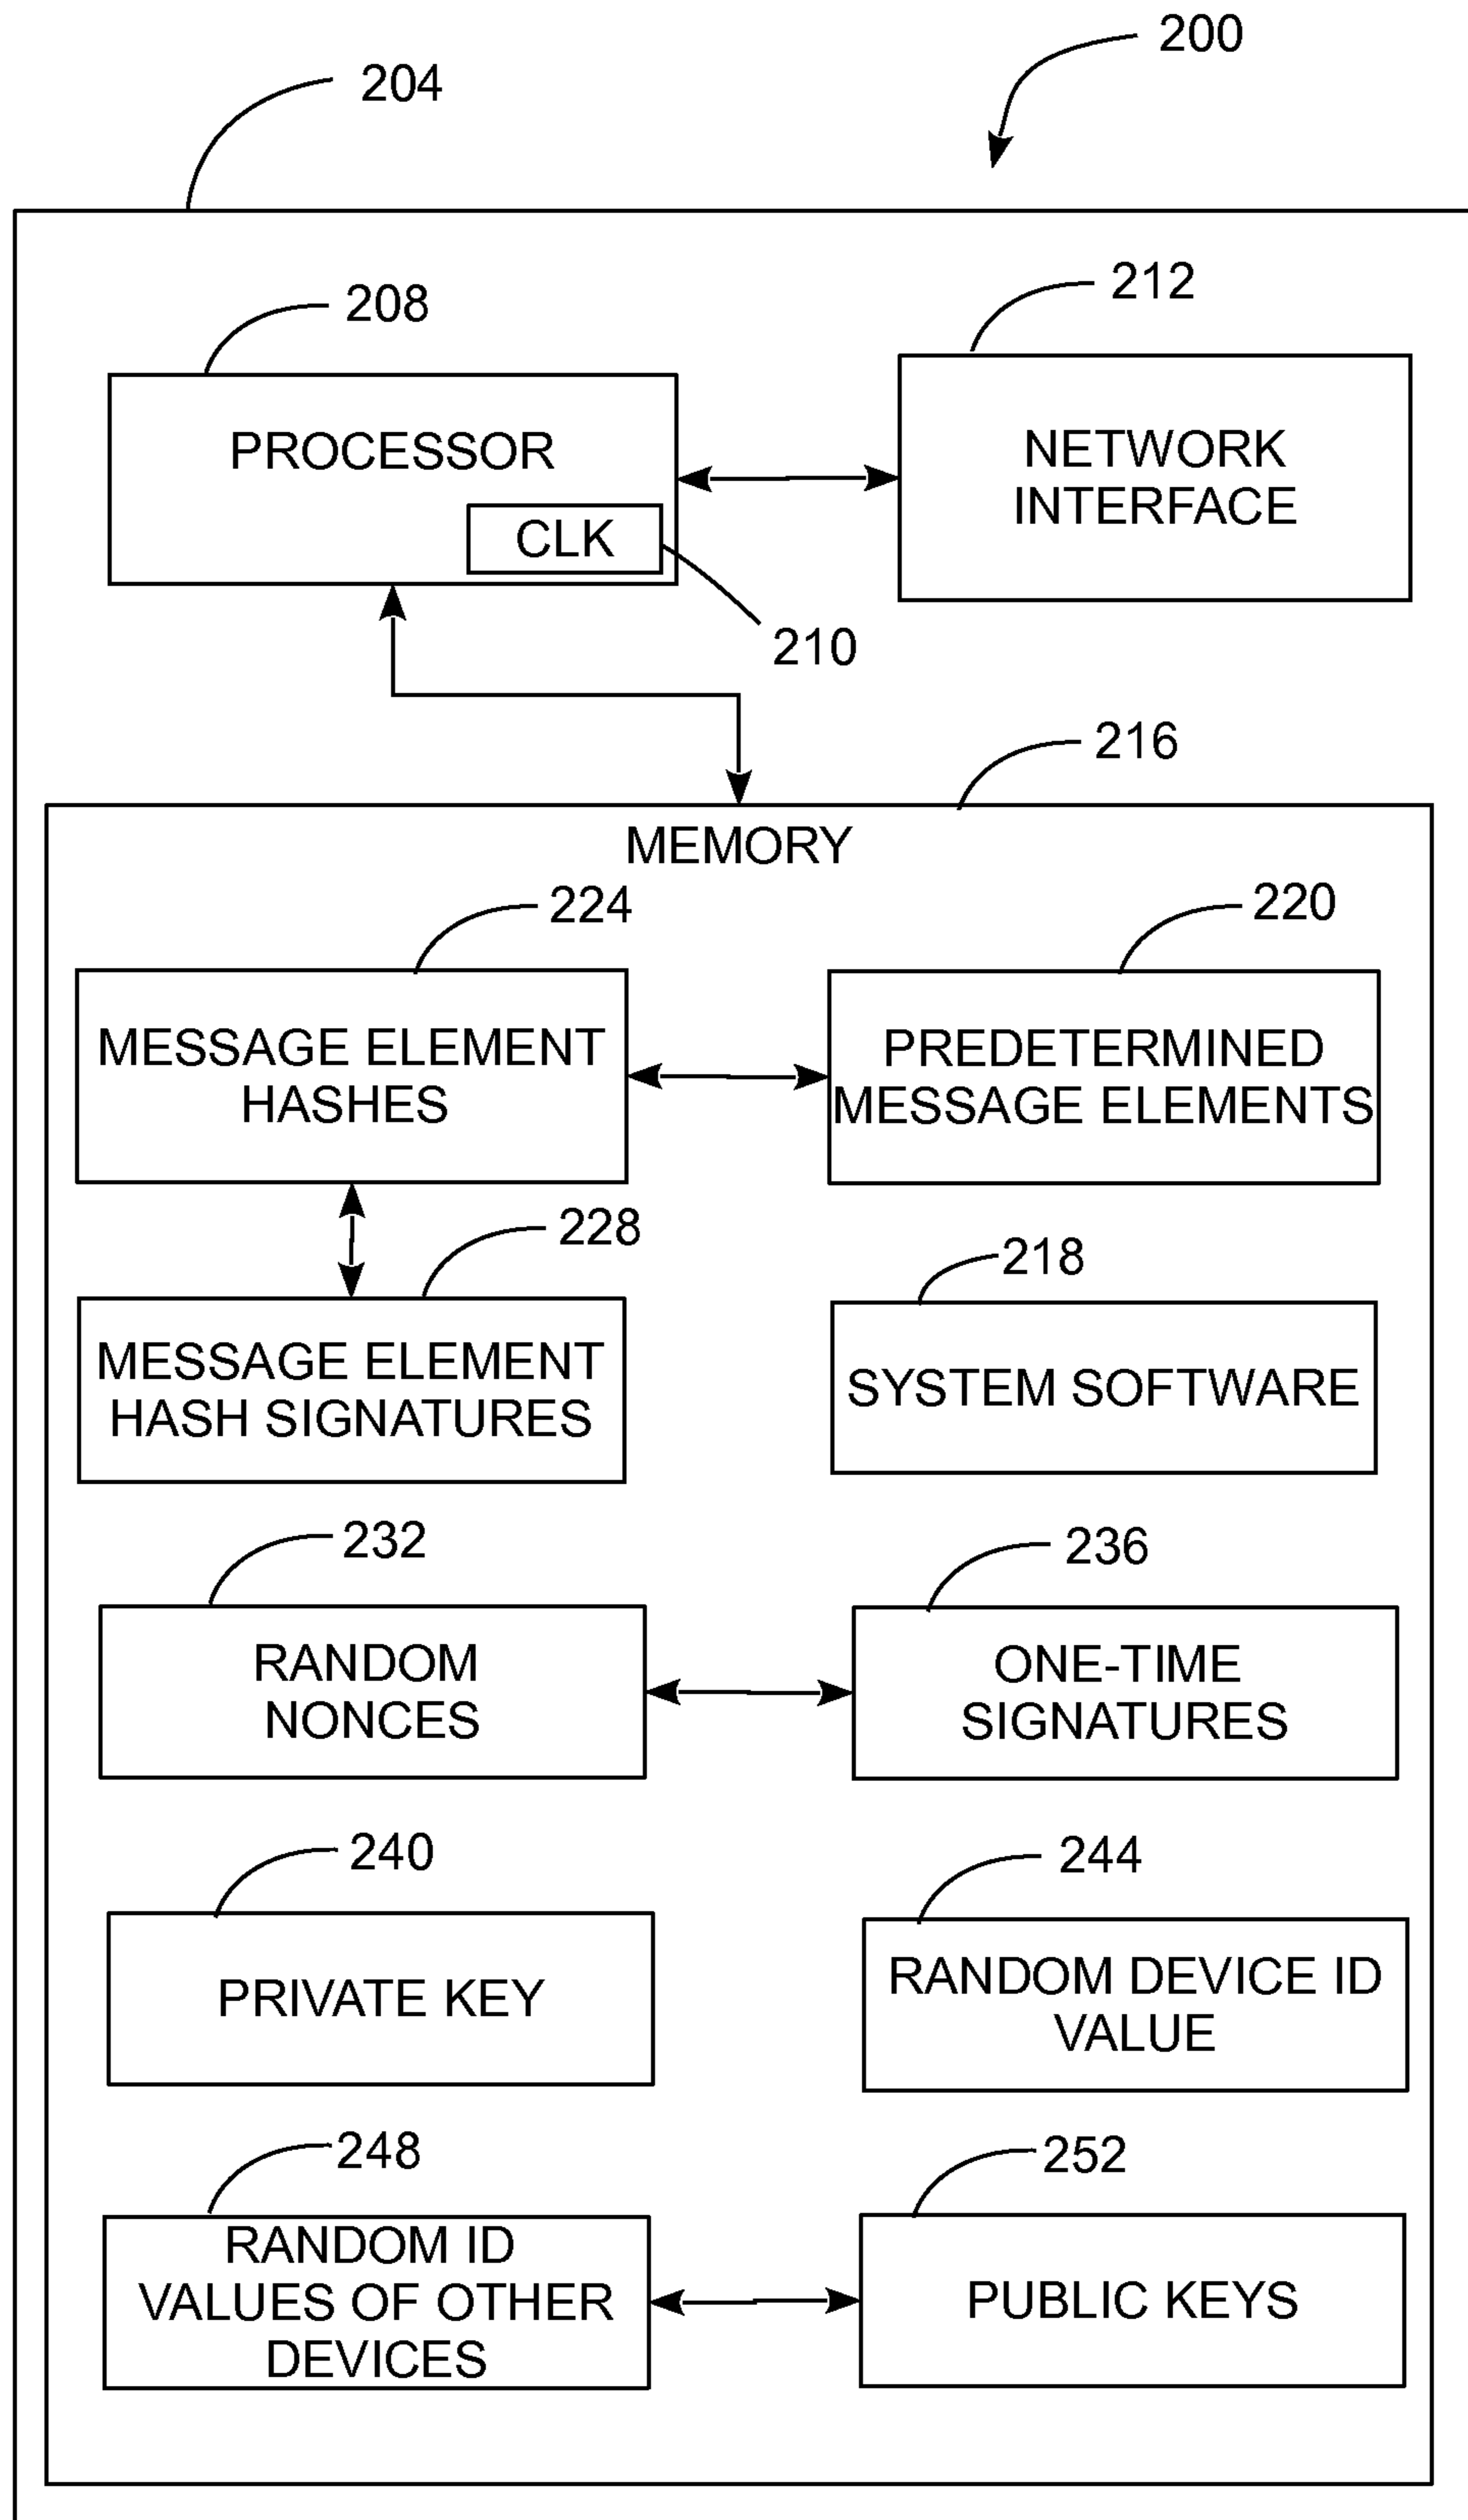 200
204
208
212
PROCESSOR
NETWORK
INTERFACE
CLK
210
216
MEMORY
224
220
MESSAGE ELEMENT
HASHES
PREDETERMINED
MESSAGE ELEMENTS
228
218
MESSAGE ELEMENT
HASH SIGNATURES
SYSTEM SOFTWARE
232
236
RANDOM
NONCES
ONE-TIME
SIGNATURES
240
244
PRIVATE KEY
RANDOM DEVICE ID
VALUE
248
252
RANDOM ID
VALUES OF OTHER
DEVICES
PUBLIC KEYS